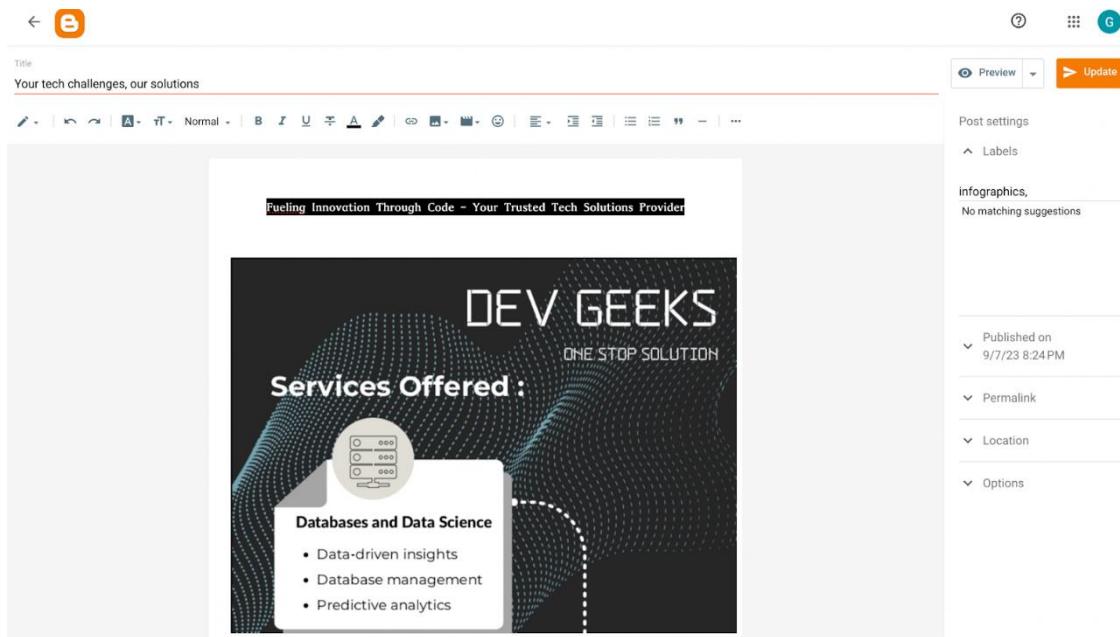 G
Title
Your tech challenges, our solutions
Preview
Update
Normal
B I U A
Post settings
Labels
infographics,
No matching suggestions
Published on
9/7/23 8:24 PM
Permalink
Location
Options
Fueling Innovation Through Code – Your Trusted Tech Solutions Provider
DEV GEEKS
ONE STOP SOLUTION
Services Offered :
Databases and Data Science
• Data-driven insights
• Database management
• Predictive analytics